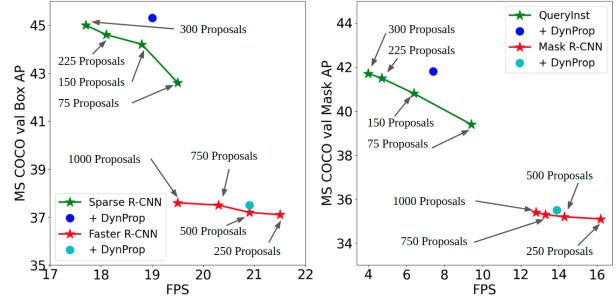 MS COCO val Box AP
45
43
41
39
37
35
17
18
19
20
21
22
FPS
300 Proposals
225 Proposals
150 Proposals
75 Proposals
1000 Proposals
750 Proposals
500 Proposals
250 Proposals
Sparse R-CNN
+ DynProp
Faster R-CNN
+ DynProp
MS COCO val Mask AP
44
42
40
38
36
34
4
6
8
10
12
14
16
FPS
QueryInst
+ DynProp
Mask R-CNN
+ DynProp
300 Proposals
225 Proposals
150 Proposals
75 Proposals
500 Proposals
1000 Proposals
750 Proposals
250 Proposals